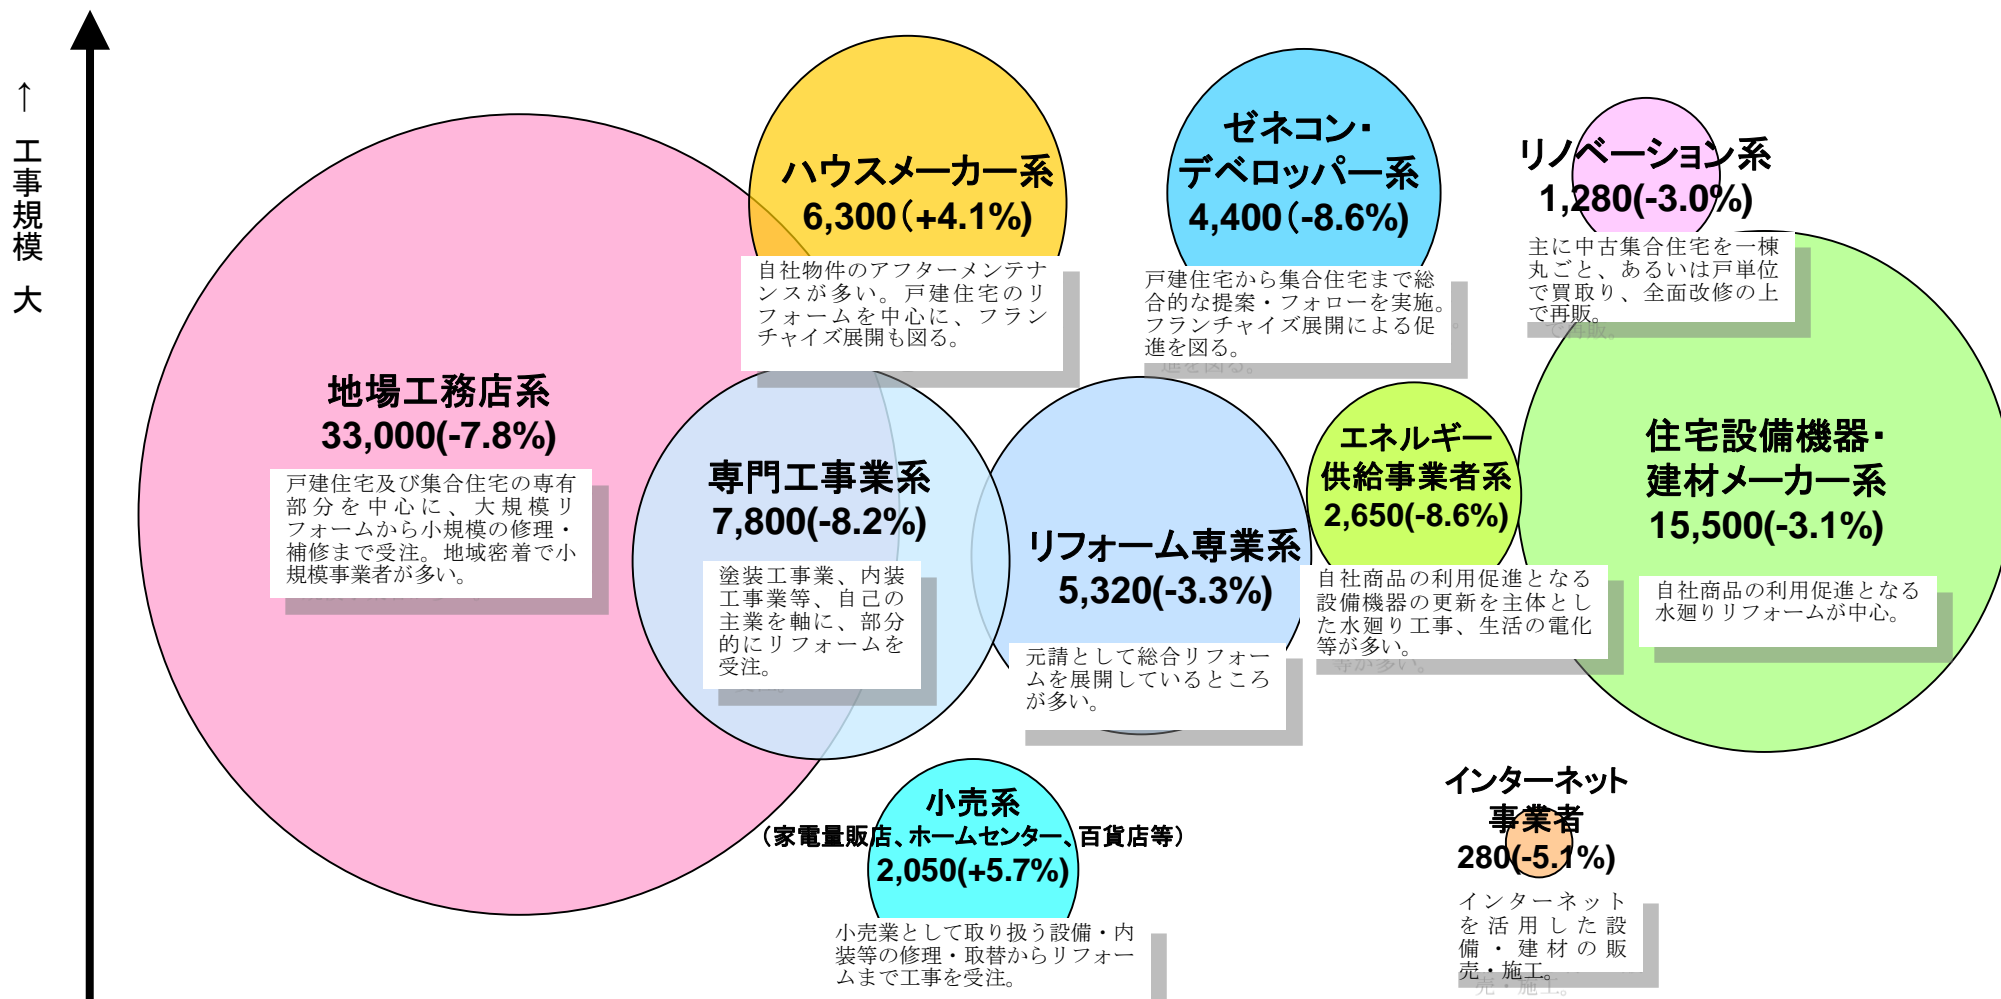 ↑ 工事規模 大
ハウスメーカー系
6,300（+4.1%)
自社物件のアフターメンテナ
ンスが多い。戸建住宅のリ
フォームを中心に、フラン
チャイズ展開も図る。
ゼネコン・
デベロッパー系
4,400（-8.6%)
戸建住宅から集合住宅まで総
合的な提案・フォローを実施。
フランチャイズ展開による促
進を図る。
リノベーション系
1,280(-3.0%)
主に中古集合住宅を一棟
丸ごと、あるいは戸単位
で買取り、全面改修の上
で再販。
地場工務店系
33,000(-7.8%)
戸建住宅及び集合住宅の専有
部分を中心に、大規模リ
フォームから小規模の修理・
補修まで受注。地域密着で小
規模事業者が多い。
専門工事業系
7,800(-8.2%)
塗装工事業、内装
工事業等、自己の
主業を軸に、部分
的にリフォームを
受注。
リフォーム専業系
5,320(-3.3%)
元請として総合リフォー
ムを展開しているところ
が多い。
エネルギー
供給事業者系
2,650(-8.6%)
自社商品の利用促進となる
設備機器の更新を主体とし
た水廻り工事、生活の電化
等が多い。
住宅設備機器・
建材メーカー系
15,500(-3.1%)
自社商品の利用促進となる
水廻りリフォームが中心。
小売系
（家電量販店、ホームセンター、百貨店等）
2,050(+5.7%)
小売業として取り扱う設備・内
装等の修理・取替からリフォー
ムまで工事を受注。
インターネット
事業者
280(-5.1%)
インターネット
を活用した設
備・建材の販
売・施工。